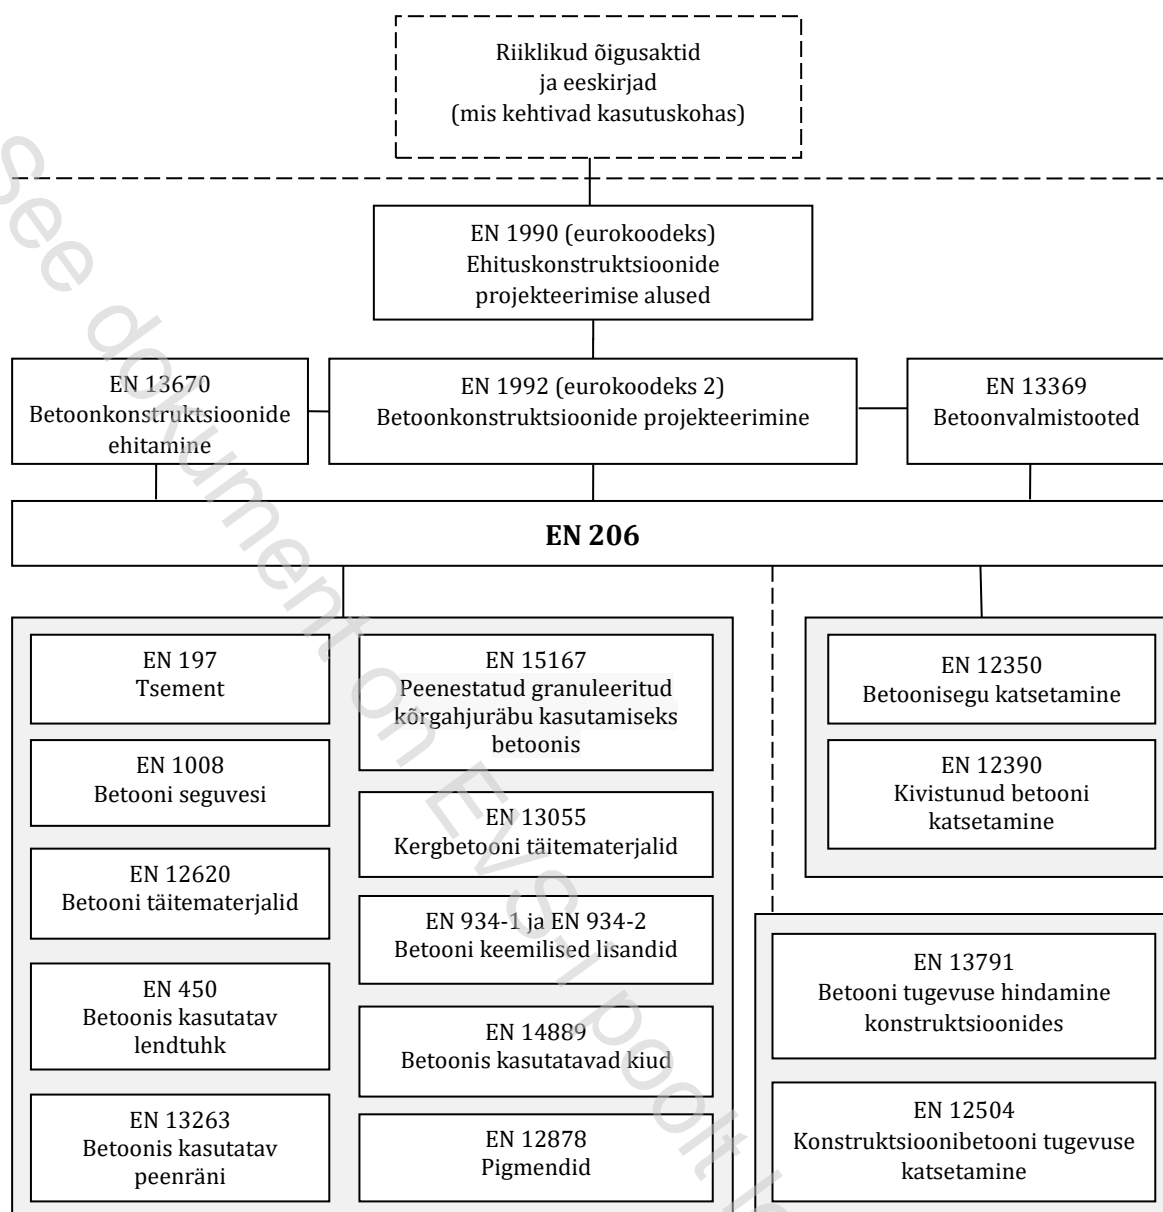 Riiklikud õigusaktid
ja eeskirjad
(mis kehtivad kasutuskohas)
EN 1990 (eurokoodeks)
Ehituskonstruktsioonide
projekteerimise alused
EN 13670
Betoonkonstruktsioonide
ehitamine
EN 1992 (eurokoodeks 2)
Betoonkonstruktsioonide projekteerimine
EN 13369
Betoonvalmistooted
EN 206
EN 197
Tsement
EN 1008
Betooni seguvesi
EN 12620
Betooni täitematerjalid
EN 450
Betoonis kasutatav
lendtuhk
EN 13263
Betoonis kasutatav
peenräni
EN 15167
Peenestatud granuleeritud
kõrgahjuräbu kasutamiseks
betoonis
EN 13055
Kergbetooni täitematerjalid
EN 934-1 ja EN 934-2
Betooni keemilised lisandid
EN 14889
Betoonis kasutatavad kiud
EN 12878
Pigmendid
EN 12350
Betoonisegu katsetamine
EN 12390
Kivistunud betooni
katsetamine
EN 13791
Betooni tugevuse hindamine
konstruktsioonides
EN 12504
Konstruktsioonibetooni tugevuse
katsetamine
See dokument on EVS-i poolt